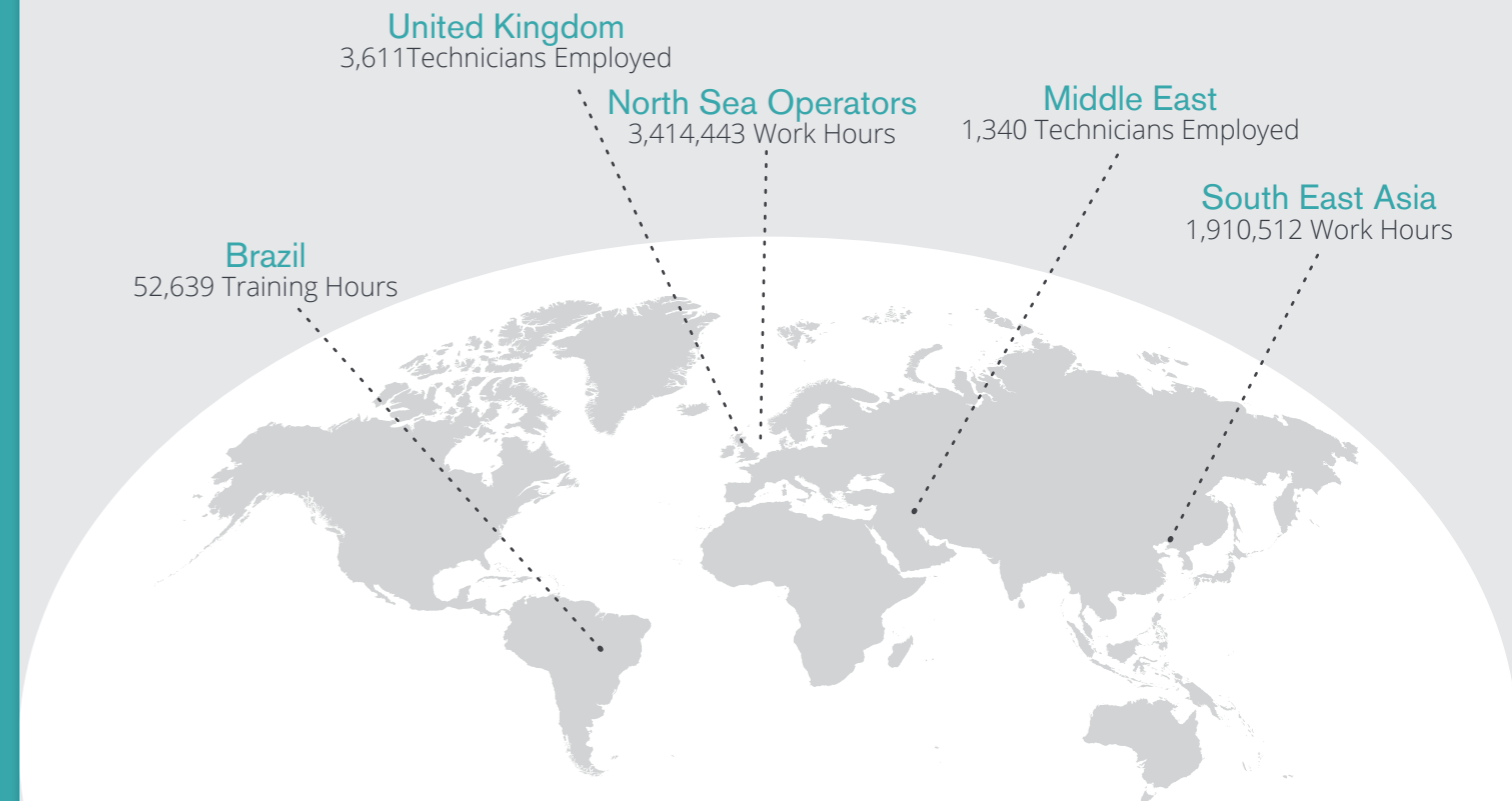 United Kingdom
3,611Technicians Employed
North Sea Operators
3,414,443 Work Hours
Middle East
1,340 Technicians Employed
South East Asia
1,910,512 Work Hours
Brazil
52,639 Training Hours